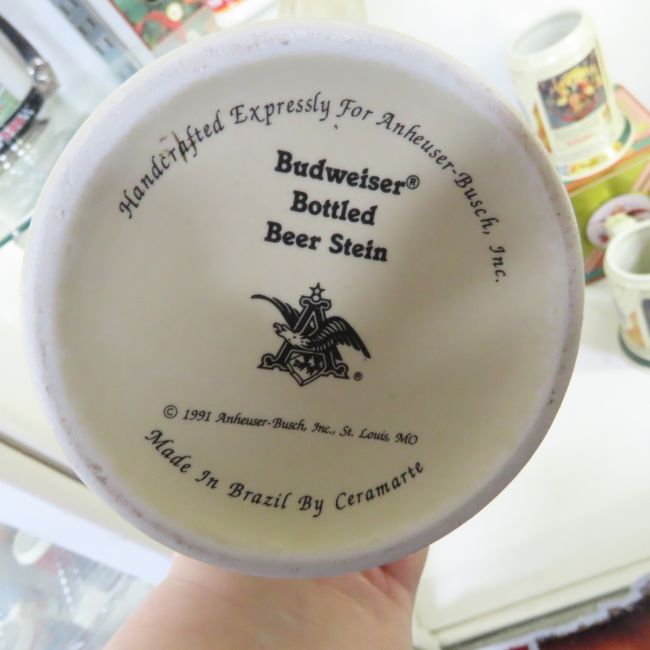 Handcrafted Expressly For Anheuser-Busch, Inc.
Budweiser®
Bottled
Beer Stein
A
®
© 1991 Anheuser-Busch, Inc., St. Louis, MO
Made In Brazil By Ceramarte